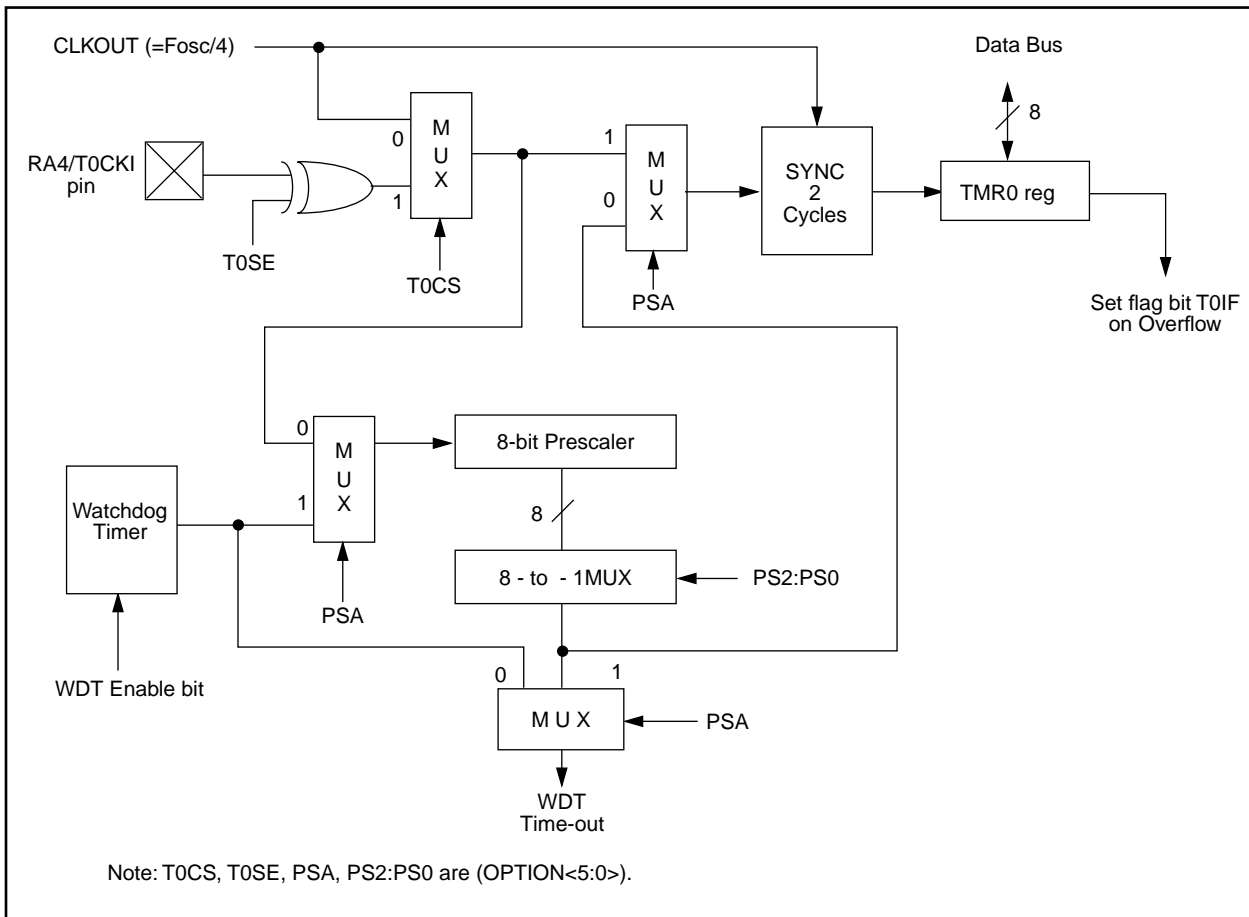 CLKOUT (=Fosc/4)
Data Bus
8
RA4/T0CKI
pin
T0SE
0
1
M
U
X
T0CS
1
0
M
U
X
PSA
SYNC
2
Cycles
TMR0 reg
Set flag bit T0IF
on Overflow
Watchdog
Timer
WDT Enable bit
0
1
M
U
X
PSA
8-bit Prescaler
8
8 - to - 1MUX
PS2:PS0
0
1
M U X
PSA
WDT
Time-out
Note: T0CS, T0SE, PSA, PS2:PS0 are (OPTION<5:0>).